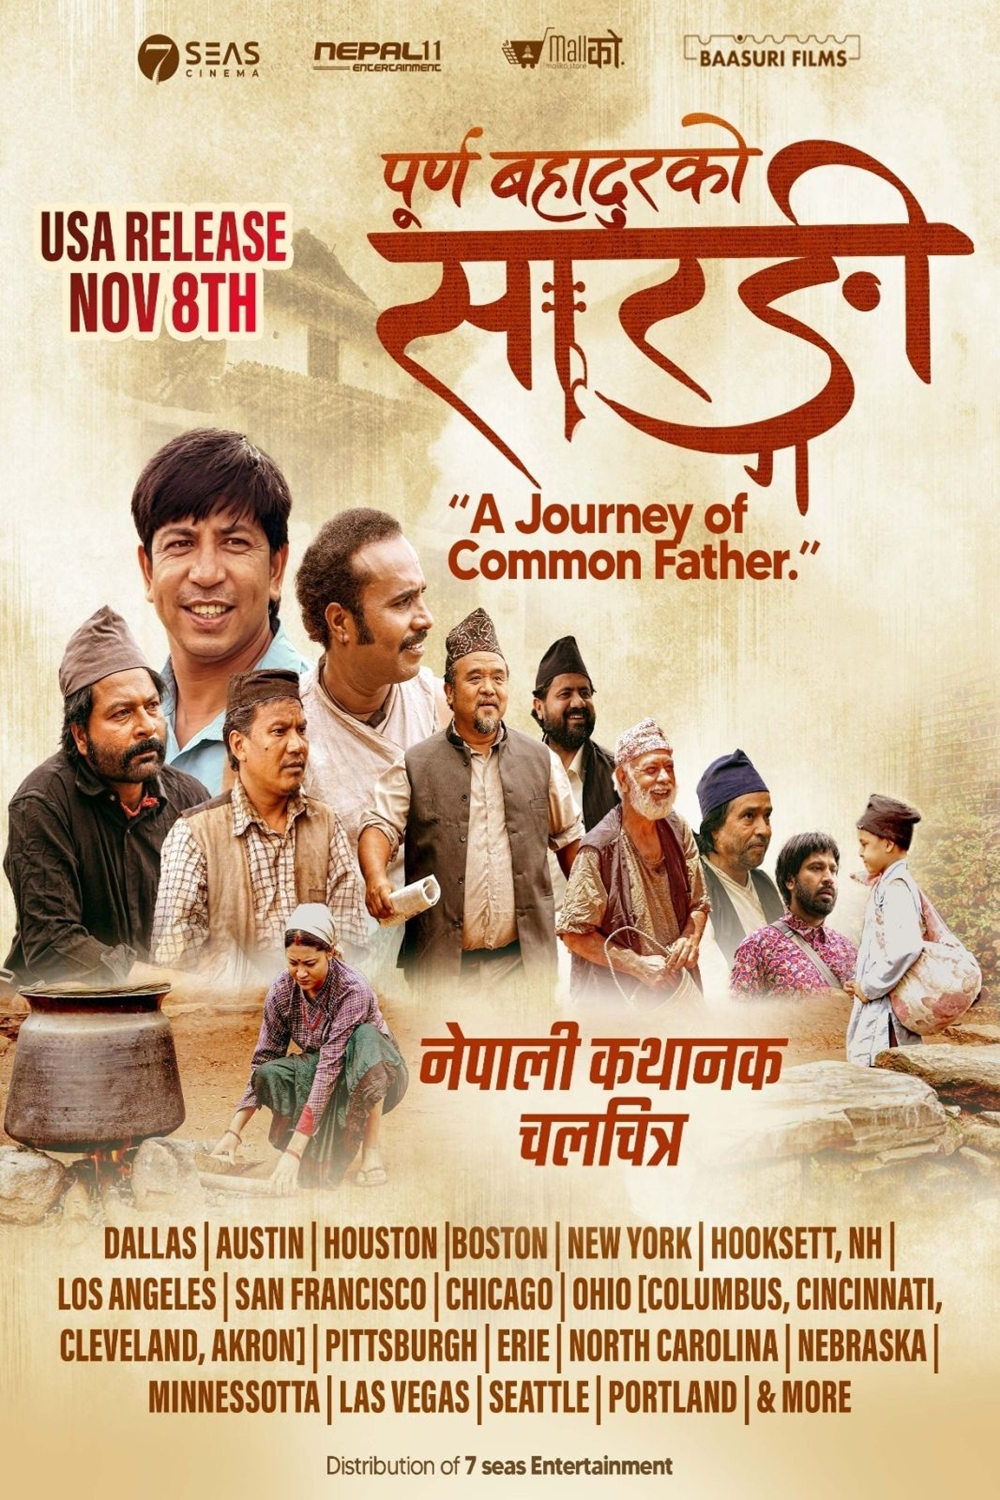 7 SEAS
CINEMA
NEPAL11
ENTERTAINMENT
Mallको.
mallko.store
BAASURI FILMS
पूर्ण बहादुरको
सारङ्गी
USA RELEASE
NOV 8TH
“A Journey of
Common Father.”
नेपाली कथानक
चलचित्र
DALLAS | AUSTIN | HOUSTON | BOSTON | NEW YORK | HOOKSETT, NH |
LOS ANGELES | SAN FRANCISCO | CHICAGO | OHIO [COLUMBUS, CINCINNATI,
CLEVELAND, AKRON] | PITTSBURGH | ERIE | NORTH CAROLINA | NEBRASKA |
MINNESSOTTA | LAS VEGAS | SEATTLE | PORTLAND | & MORE
Distribution of 7 seas Entertainment